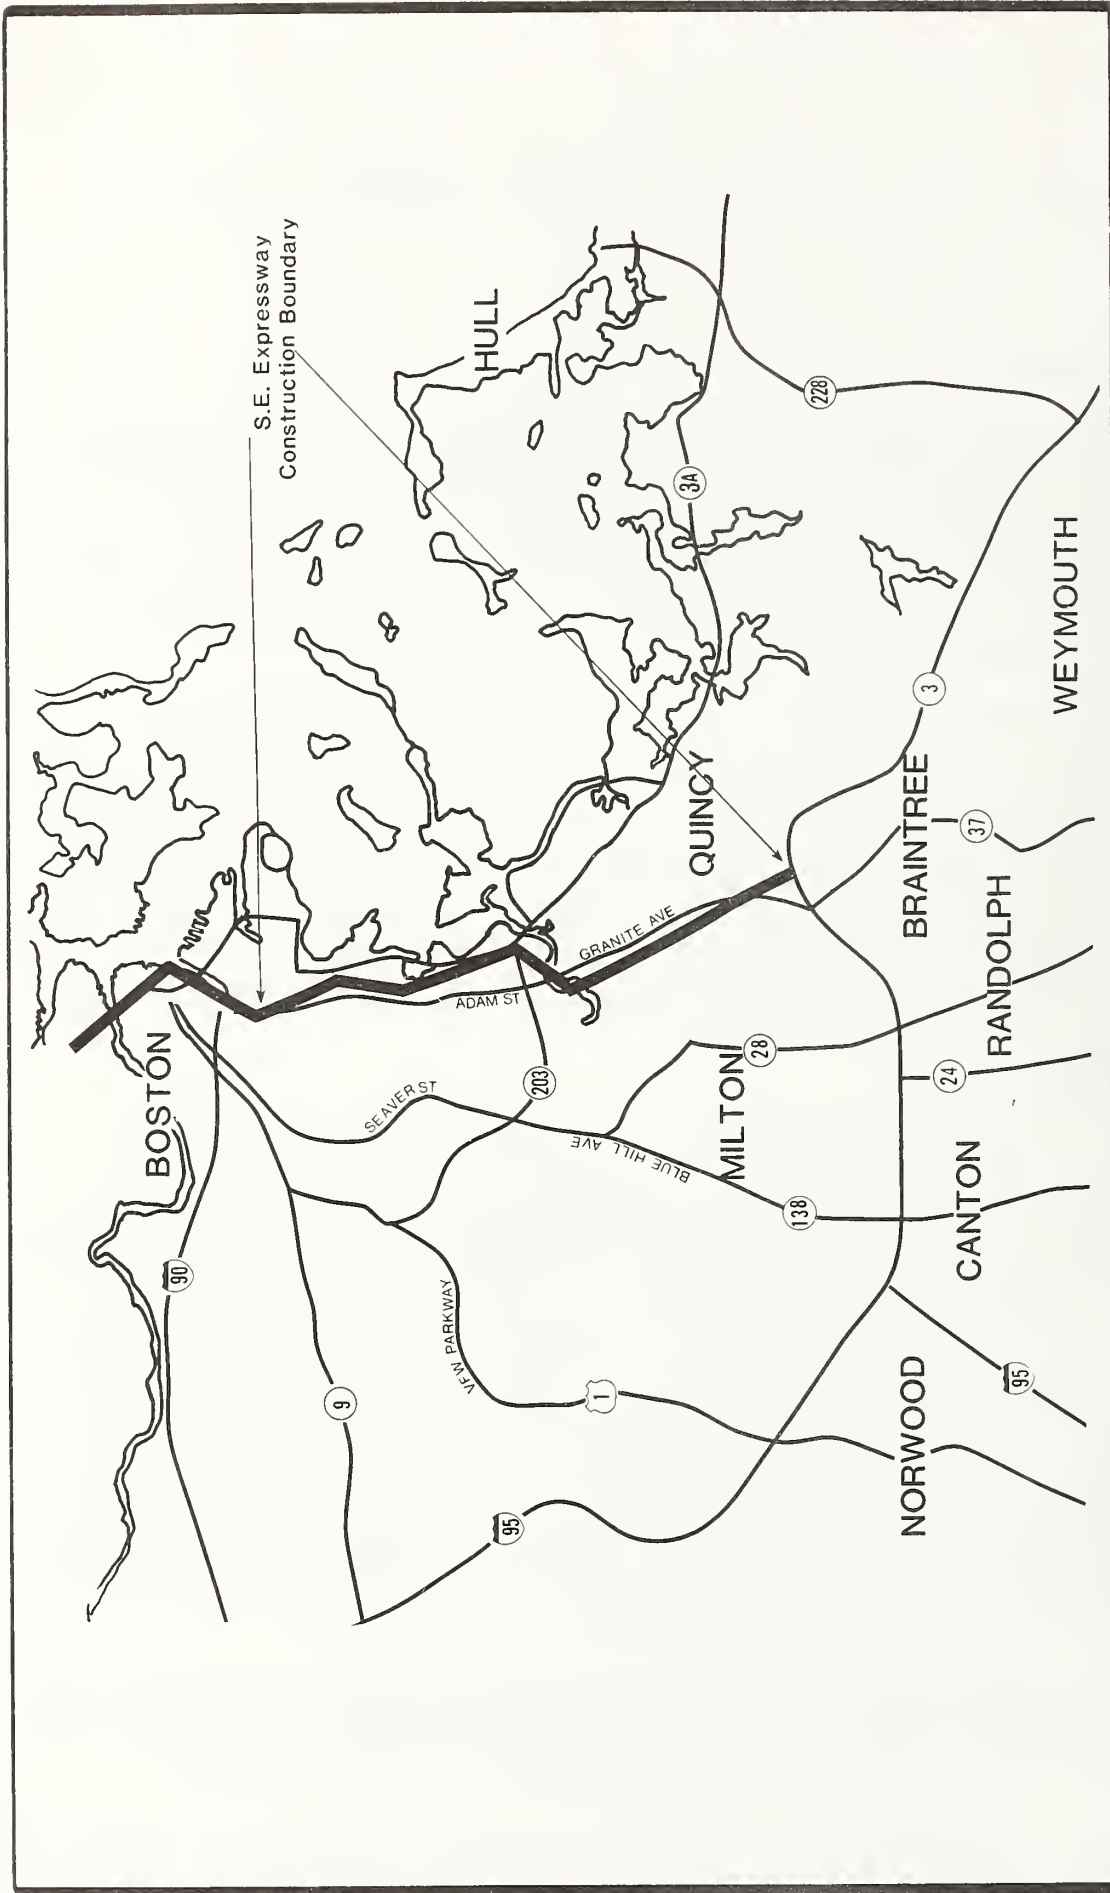 S.E. Expressway
Construction Boundary
HULL
BOSTON
QUINCY
WEYMOUTH
BRAINTREE
RANDOLPH
MILTON
CANTON
NORWOOD
GRANITE AVE
ADAM ST
SEAVER ST
BLUE HILL AVE
VFW PARKWAY
228
3A
3
37
28
24
203
138
90
9
1
95
95